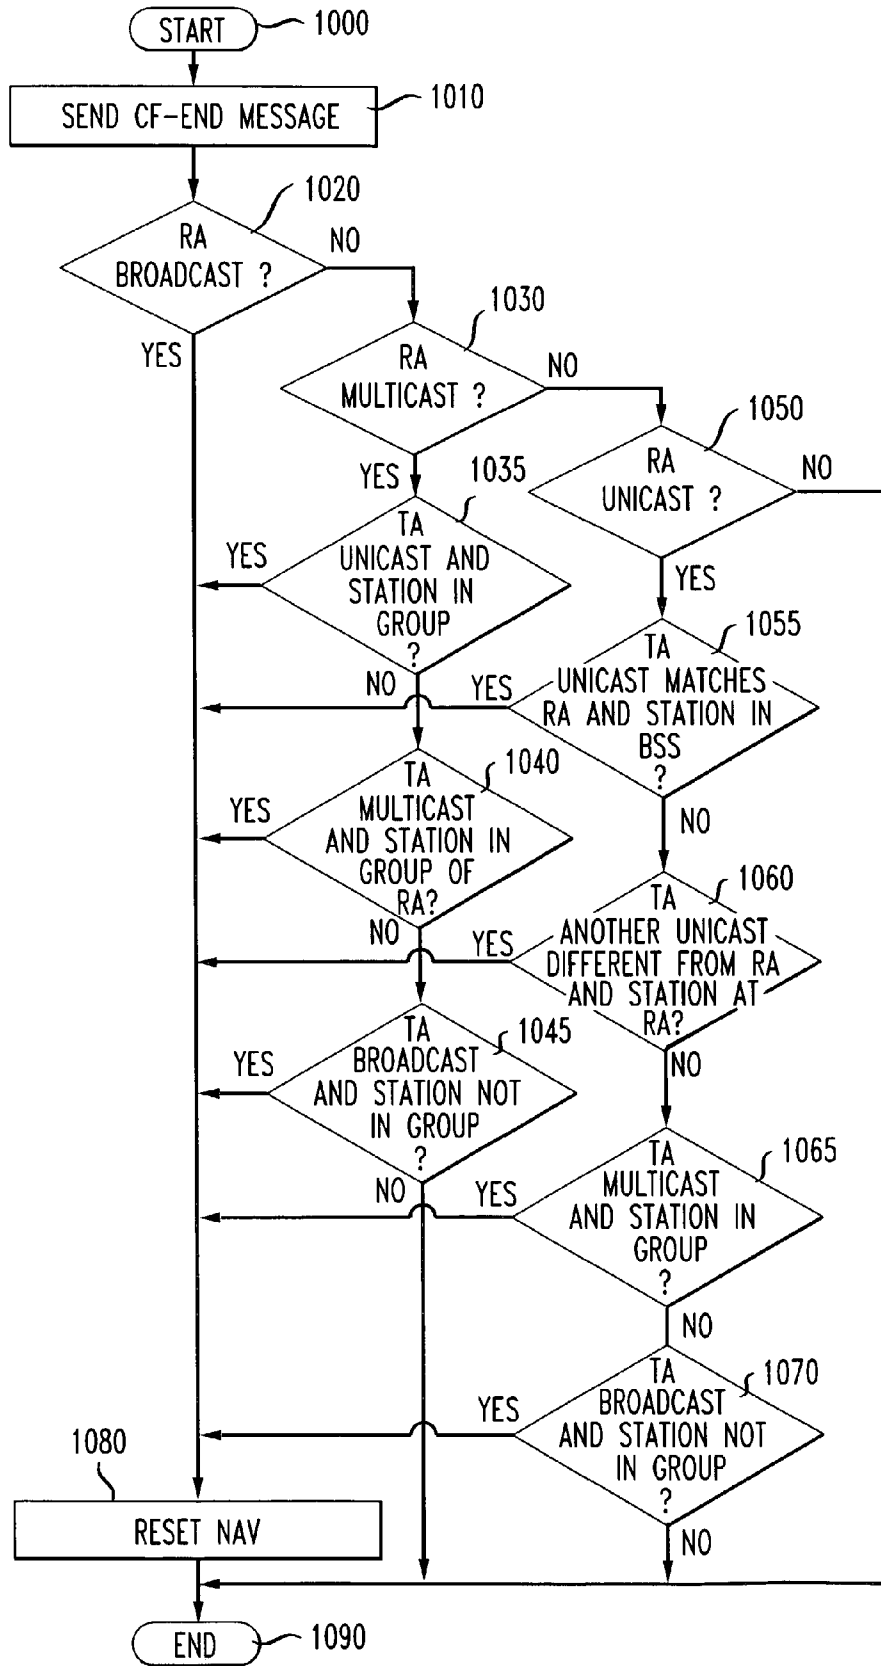 START
1000
SEND CF-END MESSAGE
1010
1020
RA
BROADCAST ?
NO
YES
1030
RA
MULTICAST ?
NO
YES
1050
RA
UNICAST ?
NO
YES
1035
TA
UNICAST AND
STATION IN
GROUP
?
YES
NO
1055
TA
UNICAST MATCHES
RA AND STATION IN
BSS
?
YES
NO
1040
TA
MULTICAST
AND STATION IN
GROUP OF
RA?
YES
NO
1060
TA
ANOTHER UNICAST
DIFFERENT FROM RA
AND STATION AT
RA?
YES
NO
1045
TA
BROADCAST
AND STATION NOT
IN GROUP
?
YES
NO
1065
TA
MULTICAST
AND STATION IN
GROUP
?
YES
NO
1070
TA
BROADCAST
AND STATION NOT
IN GROUP
?
YES
NO
1080
RESET NAV
END
1090